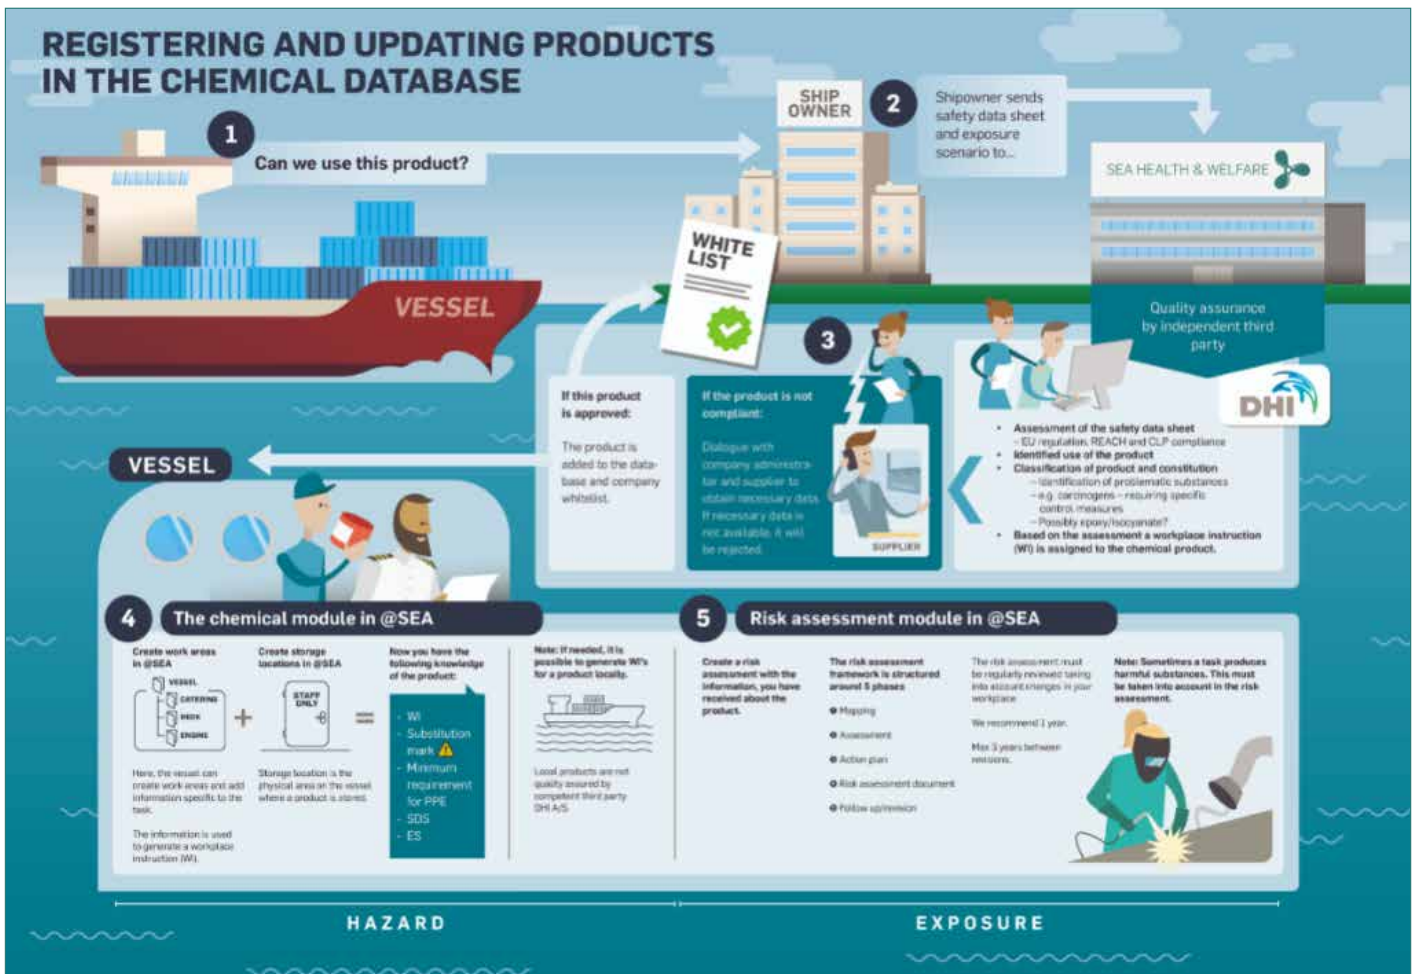 REGISTERING AND UPDATING PRODUCTS
IN THE CHEMICAL DATABASE
1
Can we use this product?
SHIP
OWNER
2
Shipowner sends
safety data sheet
and exposure
scenario to...
SEA HEALTH & WELFARE
Quality assurance
by independent third
party
DHI
VESSEL
WHITE
LIST
3
If this product
is approved:
The product is
added to the data-
base and company
whitelist.
If the product is not
compliant:
Dialogue with
company administra-
tor and supplier to
obtain necessary data
If necessary data is
not available, it will
be rejected.
SUPPLIER
• Assessment of the safety data sheet
- EU regulation, REACH and CLP compliance
• Identified use of the product
• Classification of product and constitution
- Identification of problematic substances
- e.g. carcinogens - requiring specific
control measures
- Possibly epoxy/isocyanate?
• Based on the assessment a workplace instruction
(WI) is assigned to the chemical product.
VESSEL
4
The chemical module in @SEA
Create work areas
in @SEA
VESSEL
CATERING
DECK
ENGINE
Here, the vessel can
create work areas and add
information specific to the
task.
The information is used
to generate a workplace
instruction (WI).
+
Create storage
locations in @SEA
STAFF
ONLY
Storage location is the
physical area on the vessel
where a product is stored.
=
Now you have the
following knowledge
of the product:
- WI
- Substitution
mark
- Minimum
requirement
for PPE
- SDS
- ES
Note: If needed, it is
possible to generate WI's
for a product locally.
Local products are not
quality assured by
competent third party
DHI A/S
5
Risk assessment module in @SEA
Create a risk
assessment with the
information, you have
received about the
product.
The risk assessment
framework is structured
around 5 phases
Mapping
Assessment
Action plan
Risk assessment document
Follow up/revision
The risk assessment must
be regularly reviewed taking
into account changes in your
workplace
We recommend 1 year.
Max 3 years between
revisions.
Note: Sometimes a task produces
harmful substances. This must
be taken into account in the risk
assessment.
HAZARD
EXPOSURE